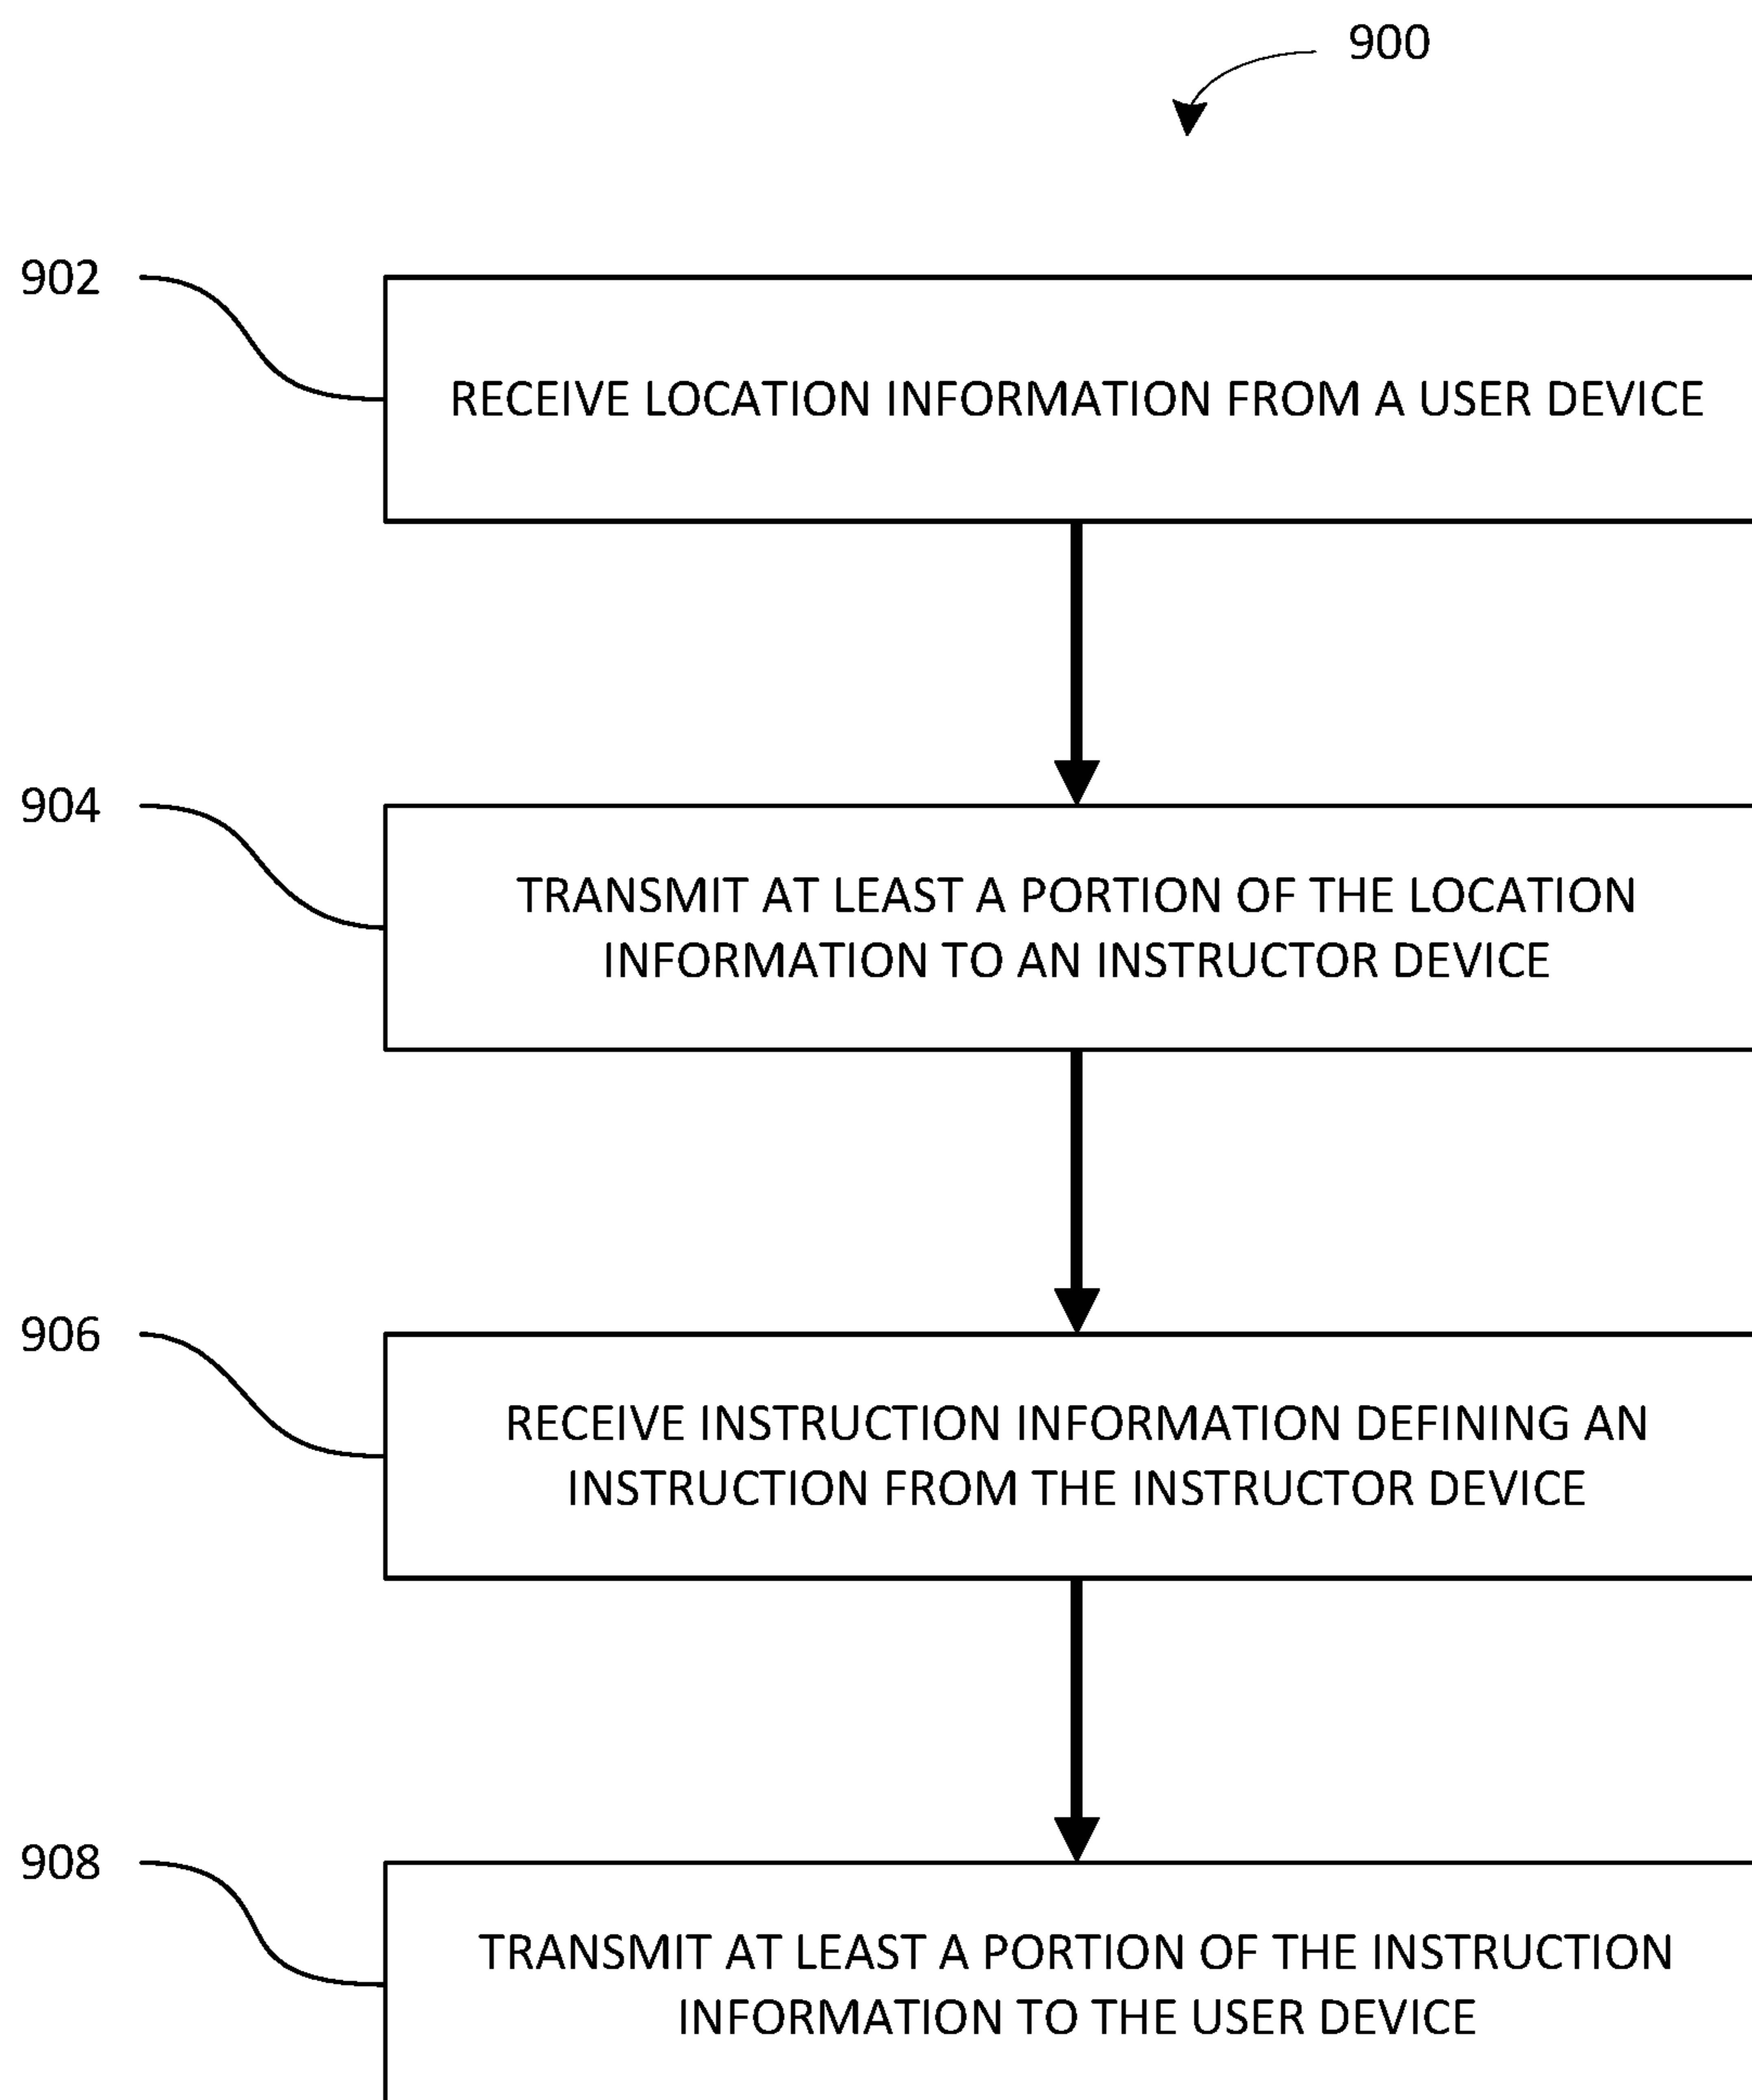 900
902
RECEIVE LOCATION INFORMATION FROM A USER DEVICE
904
TRANSMIT AT LEAST A PORTION OF THE LOCATION
INFORMATION TO AN INSTRUCTOR DEVICE
906
RECEIVE INSTRUCTION INFORMATION DEFINING AN
INSTRUCTION FROM THE INSTRUCTOR DEVICE
908
TRANSMIT AT LEAST A PORTION OF THE INSTRUCTION
INFORMATION TO THE USER DEVICE